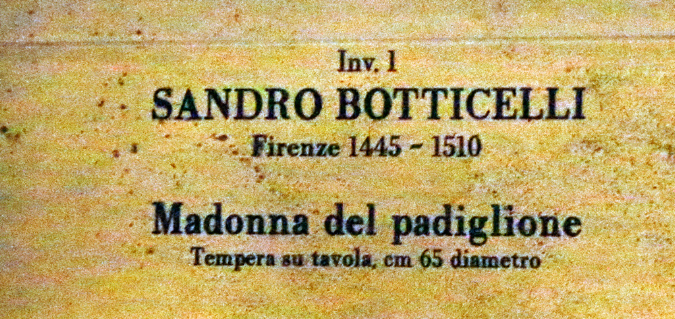 Inv. 1
SANDRO BOTTICELLI
Firenze 1445 - 1510
Madonna del padiglione
Tempera su tavola, cm 65 diametro